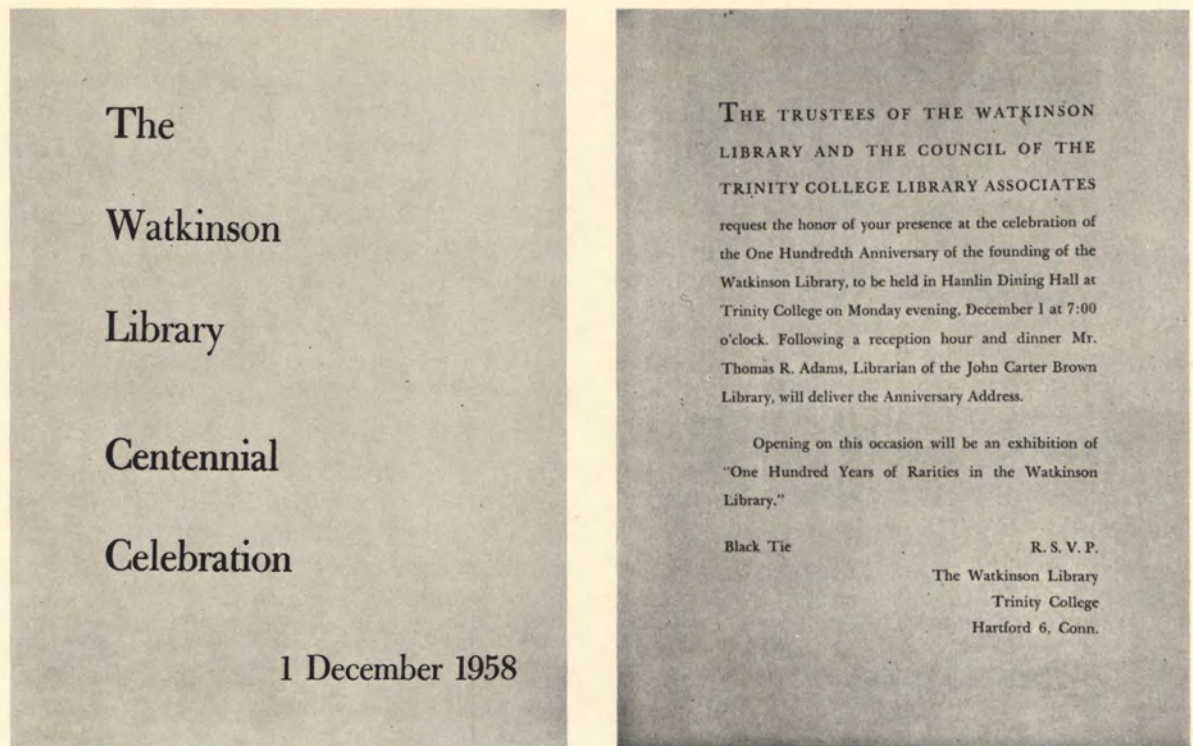 The
Watkinson
Library
Centennial
Celebration
1 December 1958
THE TRUSTEES OF THE WATKINSON
LIBRARY AND THE COUNCIL OF THE
TRINITY COLLEGE LIBRARY ASSOCIATES
request the honor of your presence at the celebration of
the One Hundredth Anniversary of the founding of the
Watkinson Library, to be held in Hamlin Dining Hall at
Trinity College on Monday evening, December 1 at 7:00
o'clock. Following a reception hour and dinner Mr.
Thomas R. Adams, Librarian of the John Carter Brown
Library, will deliver the Anniversary Address.
Opening on this occasion will be an exhibition of
"One Hundred Years of Rarities in the Watkinson
Library."
Black Tie R. S. V. P.
The Watkinson Library
Trinity College
Hartford 6, Conn.